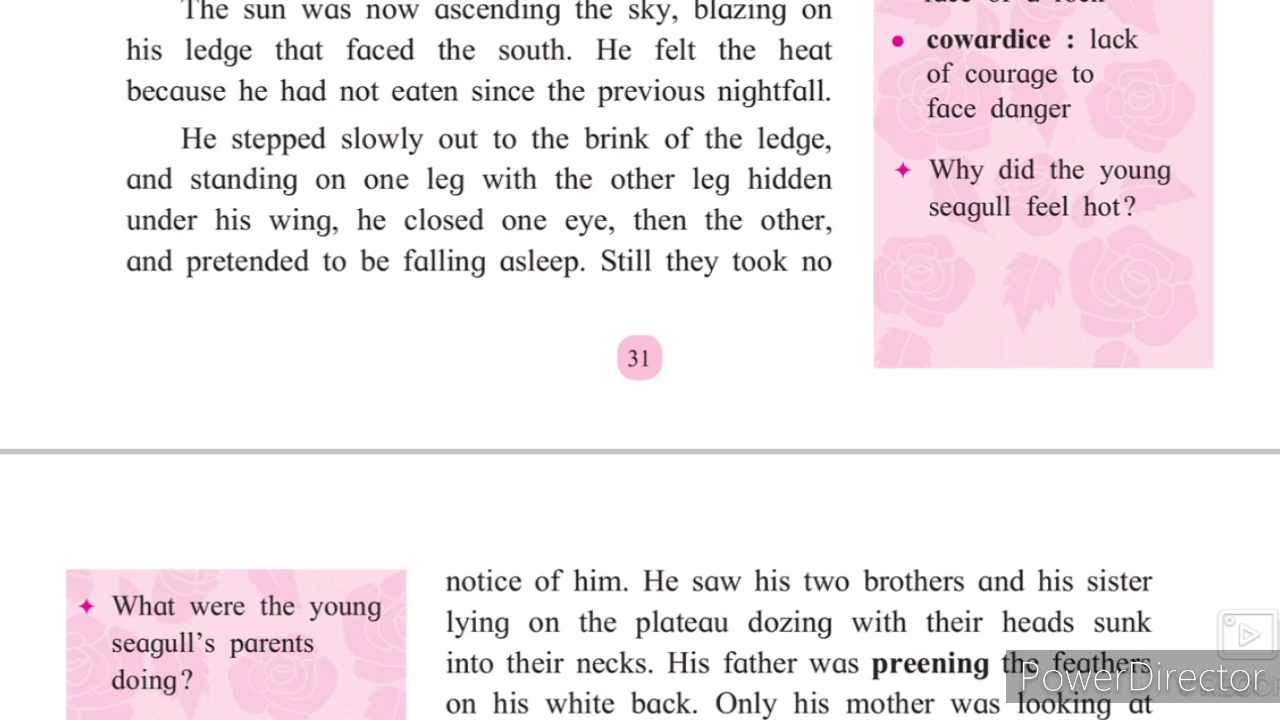 The sun was now ascending the sky, blazing on
his ledge that faced the south. He felt the heat
because he had not eaten since the previous nightfall.
He stepped slowly out to the brink of the ledge,
and standing on one leg with the other leg hidden
under his wing, he closed one eye, then the other,
and pretended to be falling asleep. Still they took no
face of a rock
• cowardice : lack
of courage to
face danger
✦ Why did the young
seagull feel hot?
31
✦ What were the young
seagull's parents
doing?
notice of him. He saw his two brothers and his sister
lying on the plateau dozing with their heads sunk
into their necks. His father was preening the feathers
on his white back. Only his mother was looking at
PowerDirector